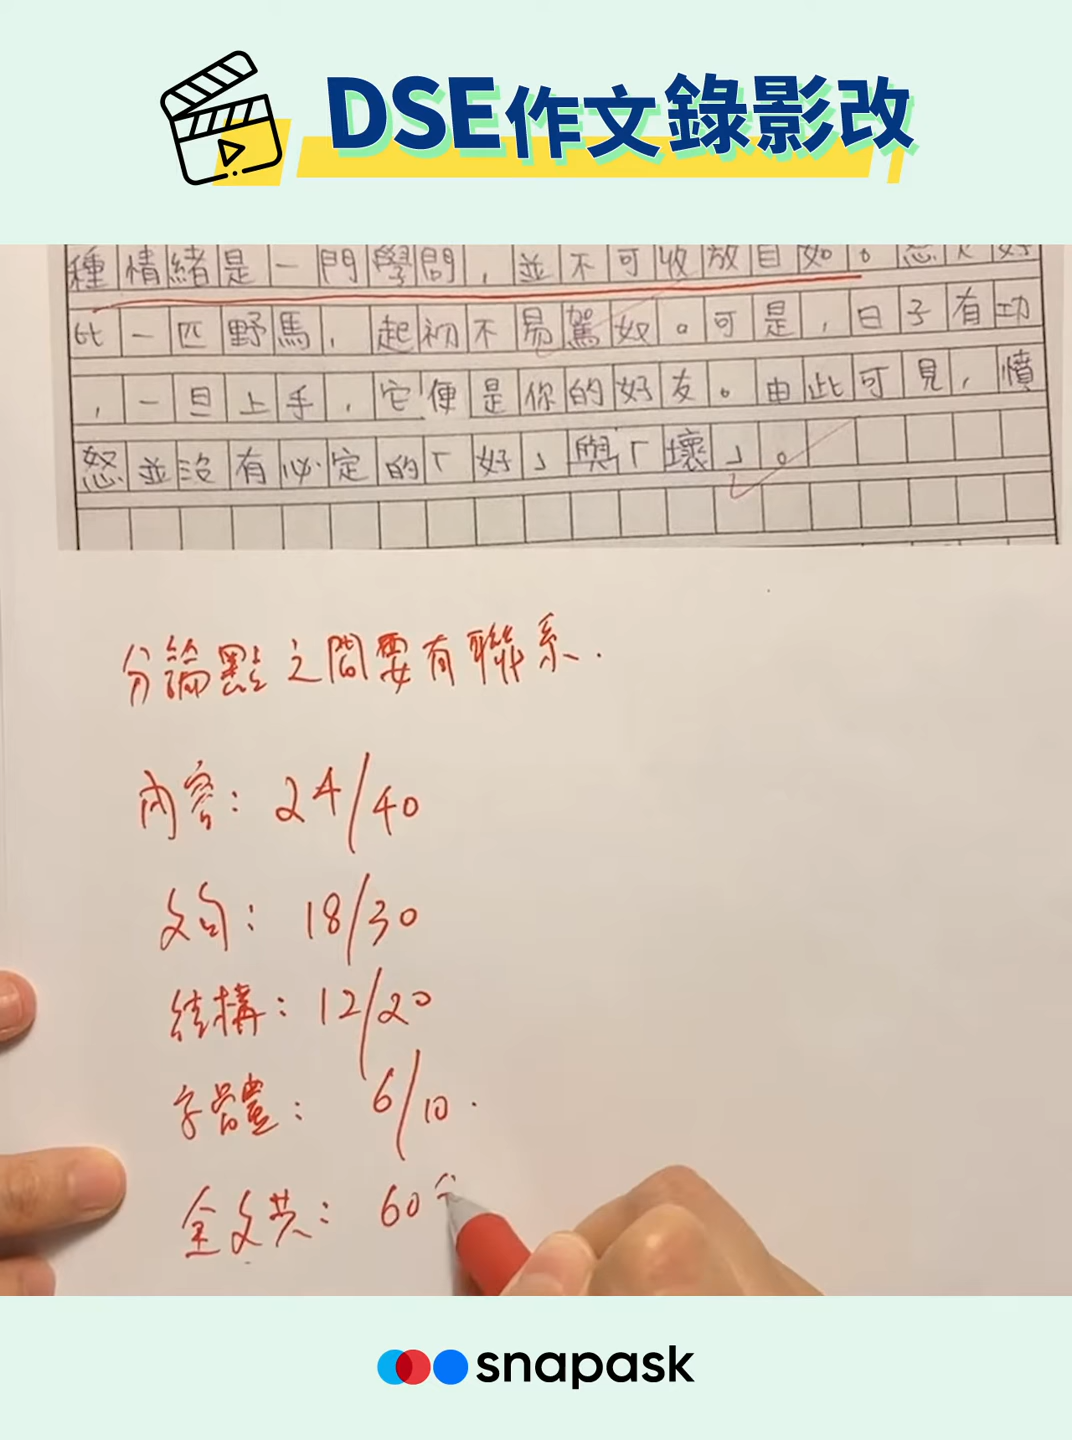 DSE作文錄影改
種情緒是一門學問，並不可收放自如。忿火好
比一匹野馬，起初不易駕奴。可是，日子有功
，一旦上手，它便是你的好友。由此可見，憤
怒並沒有必定的「好」與「壞」。
分論點之間要有聯系.
內容: 24/40
文句: 18/30
結構: 12/20
字體: 6/10.
全文共: 60
snapask